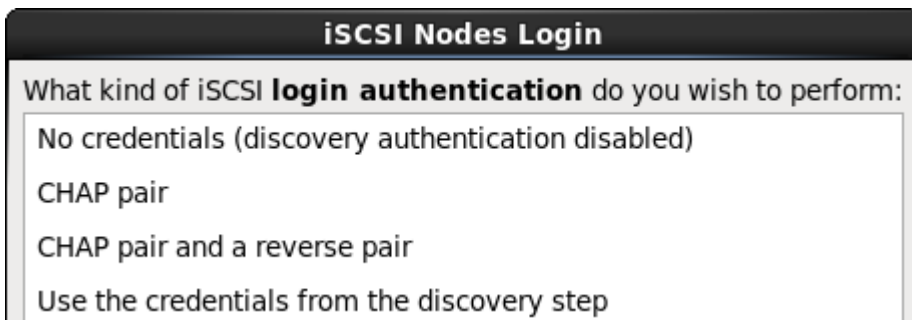 iSCSI Nodes Login
What kind of iSCSI login authentication do you wish to perform:
No credentials (discovery authentication disabled)
CHAP pair
CHAP pair and a reverse pair
Use the credentials from the discovery step